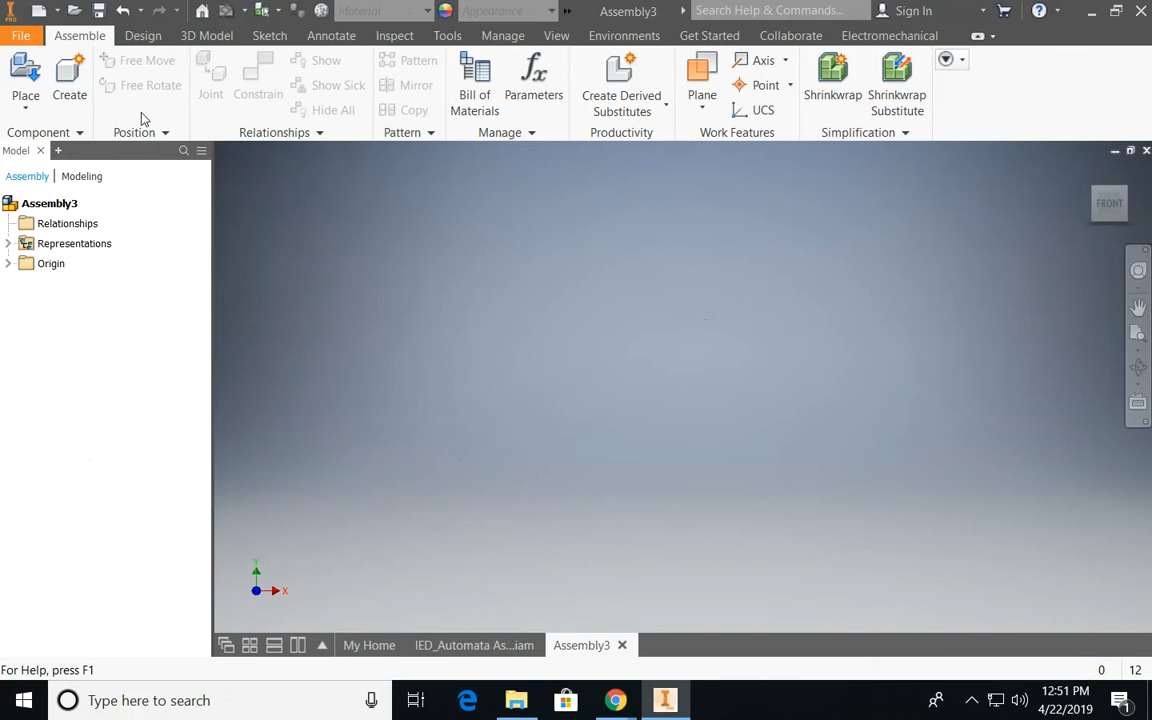 PRO
Material
Appearance
Assembly3
Search Help & Commands...
Sign In
File
Assemble
Design
3D Model
Sketch
Annotate
Inspect
Tools
Manage
View
Environments
Get Started
Collaborate
Electromechanical
Place
Create
Free Move
Free Rotate
Joint
Constrain
Show
Show Sick
Hide All
Pattern
Mirror
Copy
Bill of
Materials
fx
Parameters
Create Derived
Substitutes
Plane
Axis
Point
UCS
Shrinkwrap
Shrinkwrap
Substitute
Component
Position
Relationships
Pattern
Manage
Productivity
Work Features
Simplification
Model
Assembly
Modeling
Assembly3
Relationships
Representations
Origin
FRONT
Y
X
My Home
IED_Automata As...iam
Assembly3
For Help, press F1
0
12
Type here to search
12:51 PM
4/22/2019
1